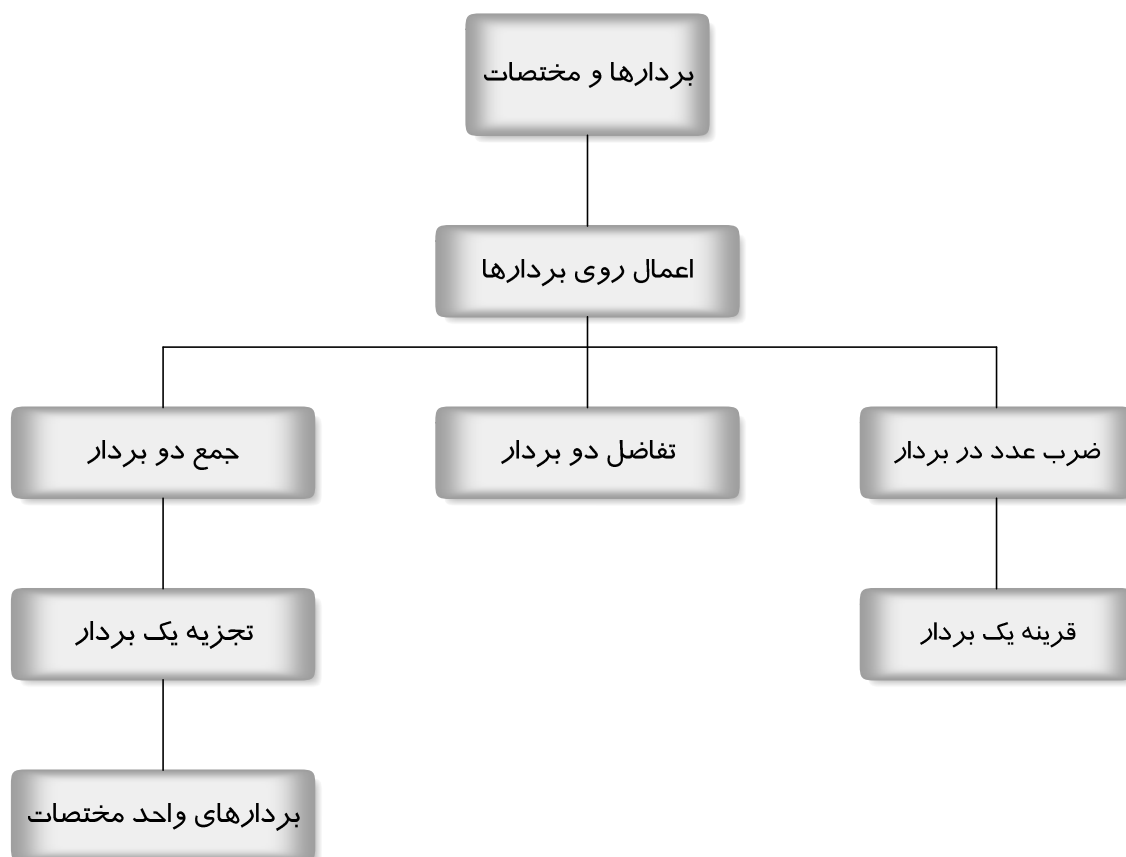 بردارها و مختصات
اعمال روی بردارها
ضرب عدد در بردار
تفاضل دو بردار
جمع دو بردار
قرینه یک بردار
تجزیه یک بردار
بردارهای واحد مختصات